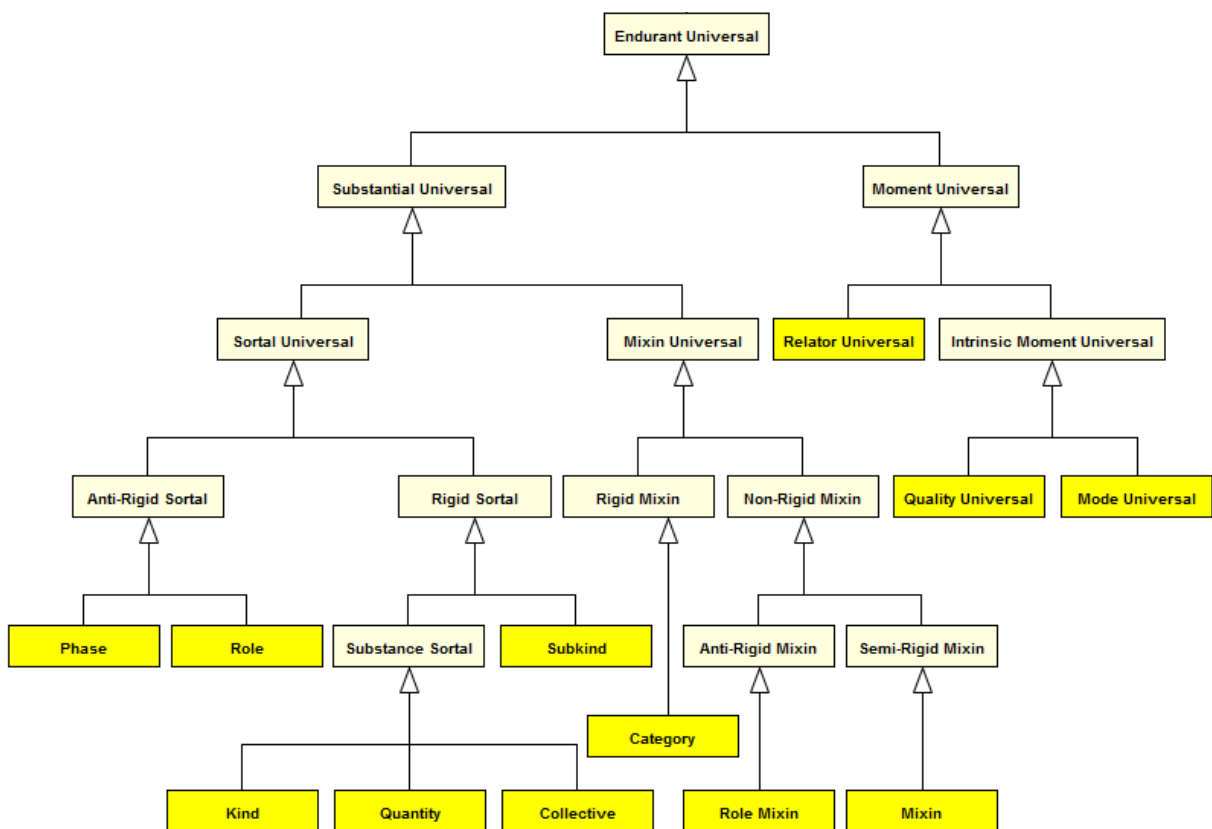 Endurant Universal
Substantial Universal
Moment Universal
Sortal Universal
Mixin Universal
Relator Universal
Intrinsic Moment Universal
Anti-Rigid Sortal
Rigid Sortal
Rigid Mixin
Non-Rigid Mixin
Quality Universal
Mode Universal
Phase
Role
Substance Sortal
Subkind
Anti-Rigid Mixin
Semi-Rigid Mixin
Category
Kind
Quantity
Collective
Role Mixin
Mixin